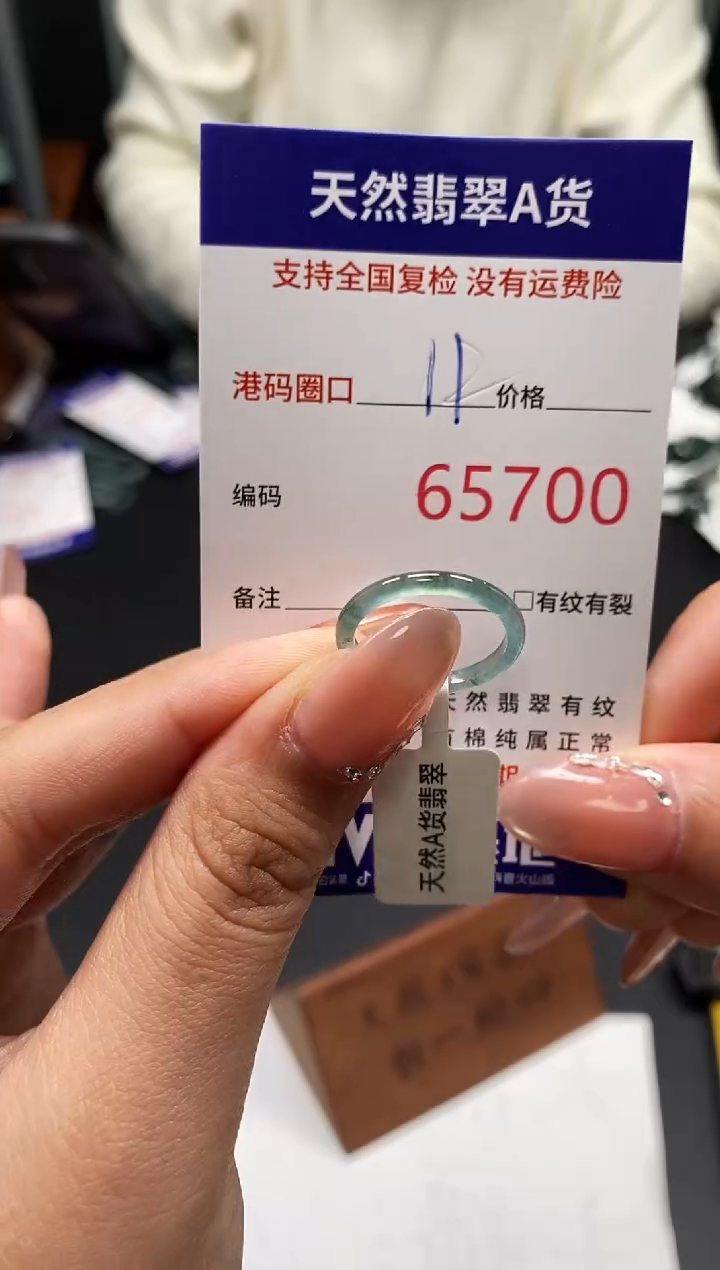 天然翡翠A货
支持全国复检 没有运费险
港码圈口 11 价格
编码 65700
备注 □有纹有裂
然翡翠有纹
棉纯属正常
天然A货翡翠